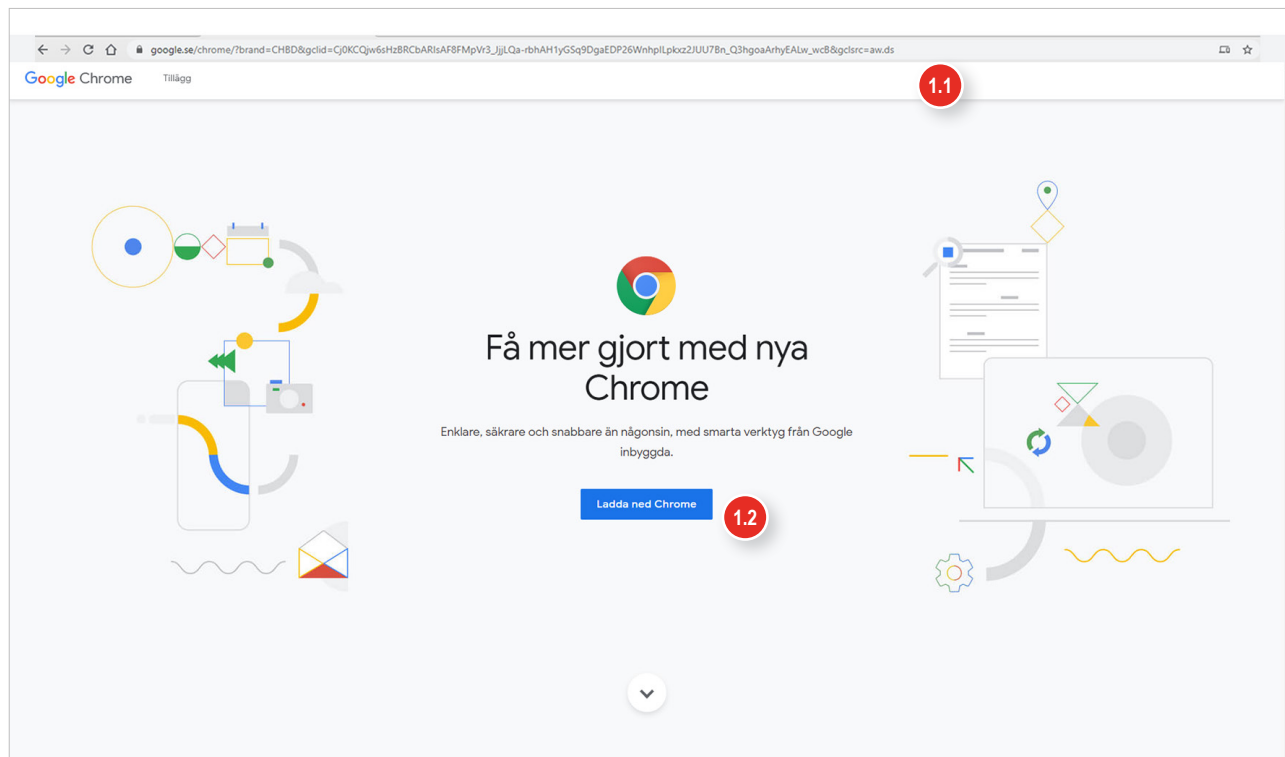 google.se/chrome/?brand=CHBD&gclid=Cj0KCQjw6sHzBRCbARIsAF8FMpVr3_JjjLQa-rbhAH1yGSq9DgaEDP26WnhplLpkxz2JUU7Bn_Q3hgoaArhyEALw_wcB&gclsrc=aw.ds
Google Chrome Tillägg
1.1
Få mer gjort med nya
Chrome
Enklare, säkrare och snabbare än någonsin, med smarta verktyg från Google
inbyggda.
Ladda ned Chrome
1.2